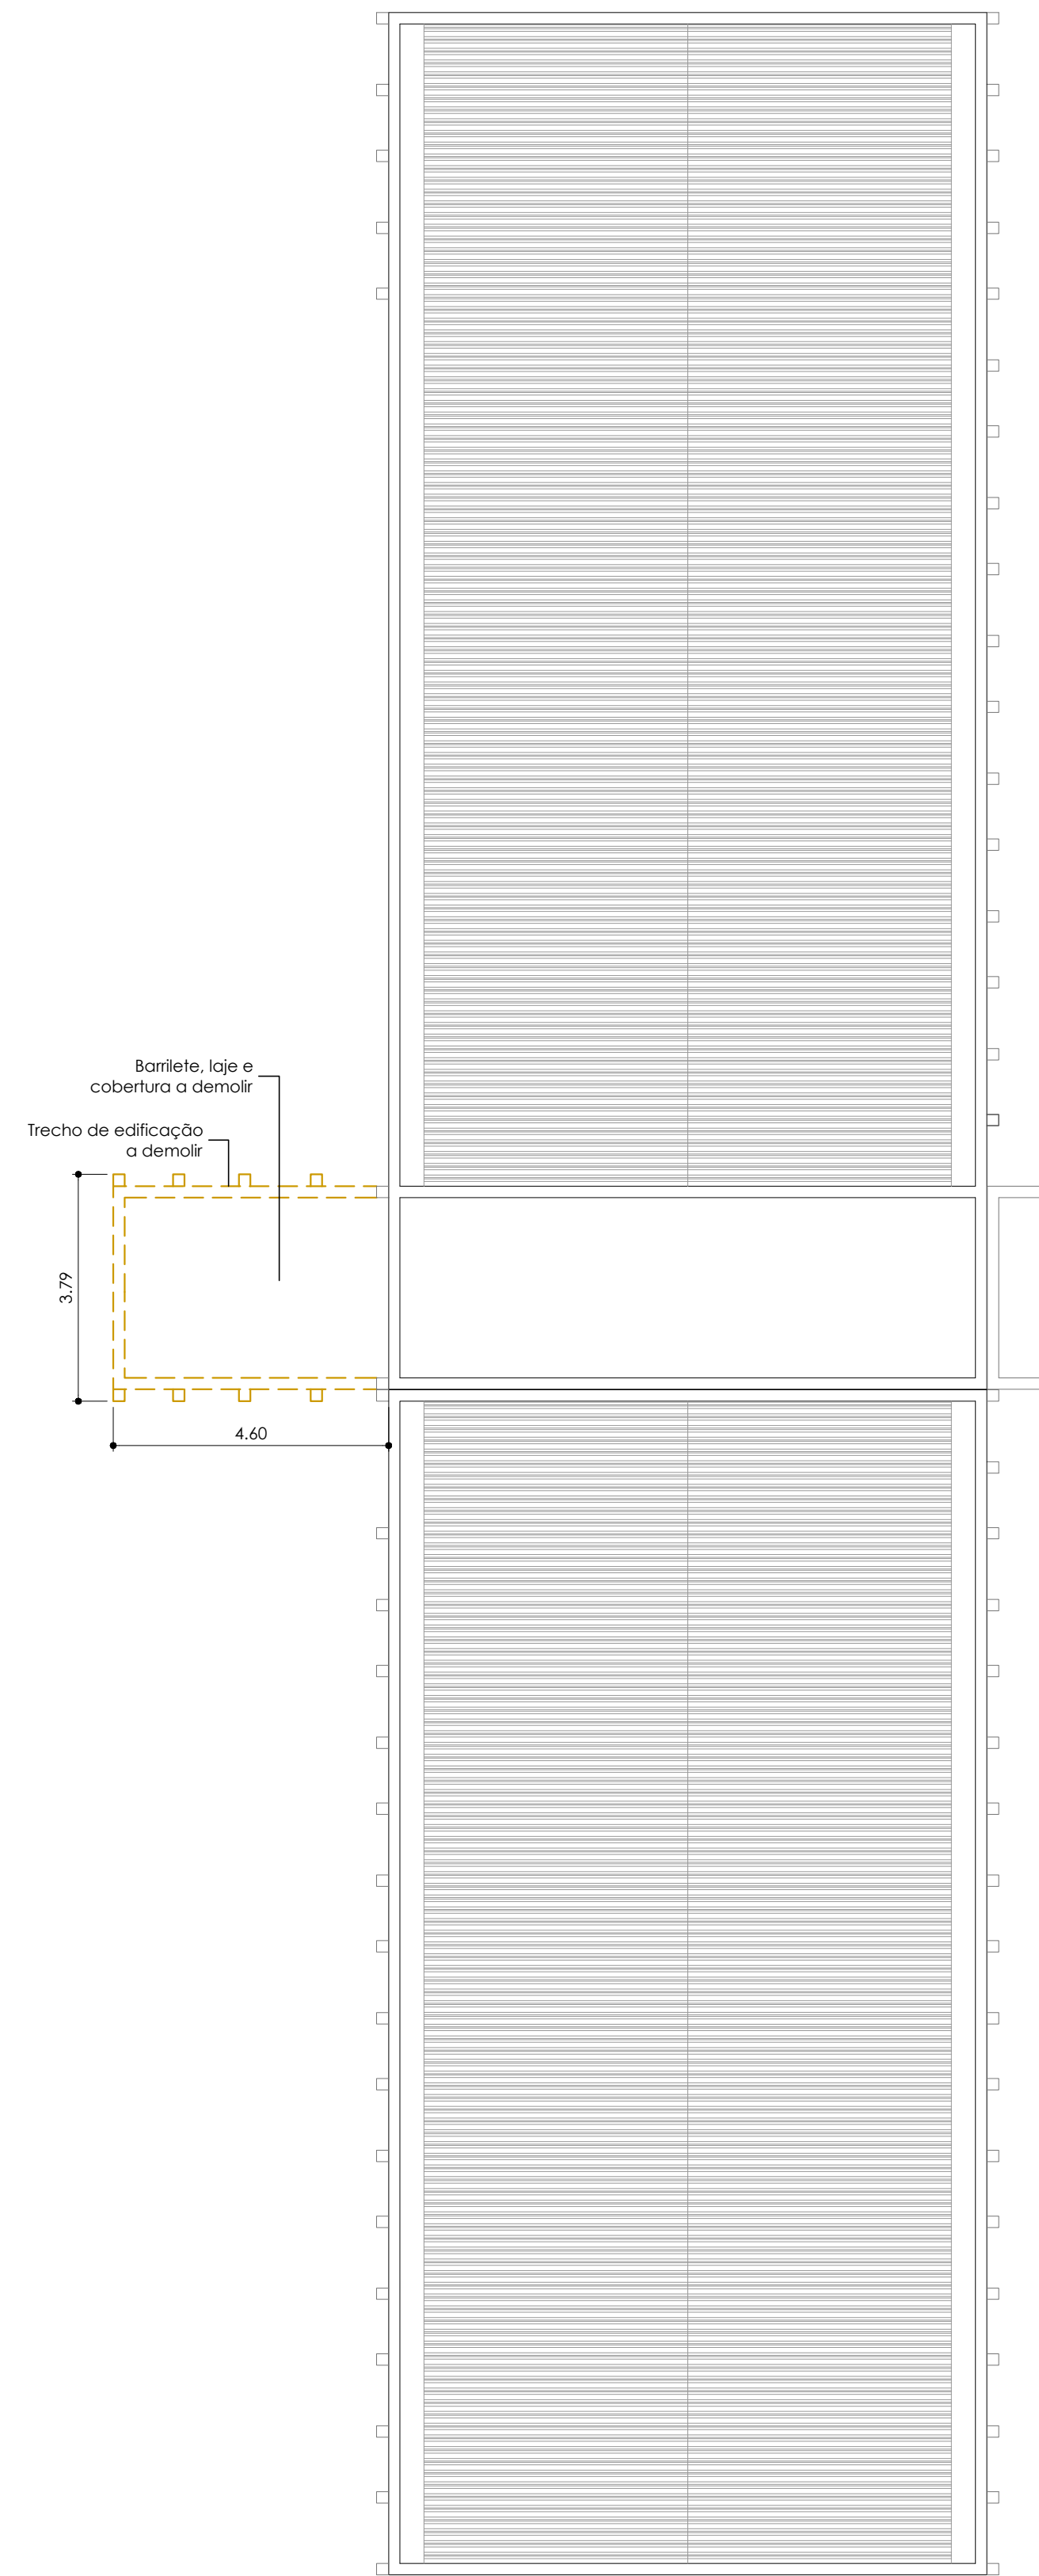 Barrilete, laje e
cobertura a demolir
Trecho de edificação
a demolir
3.79
4.60